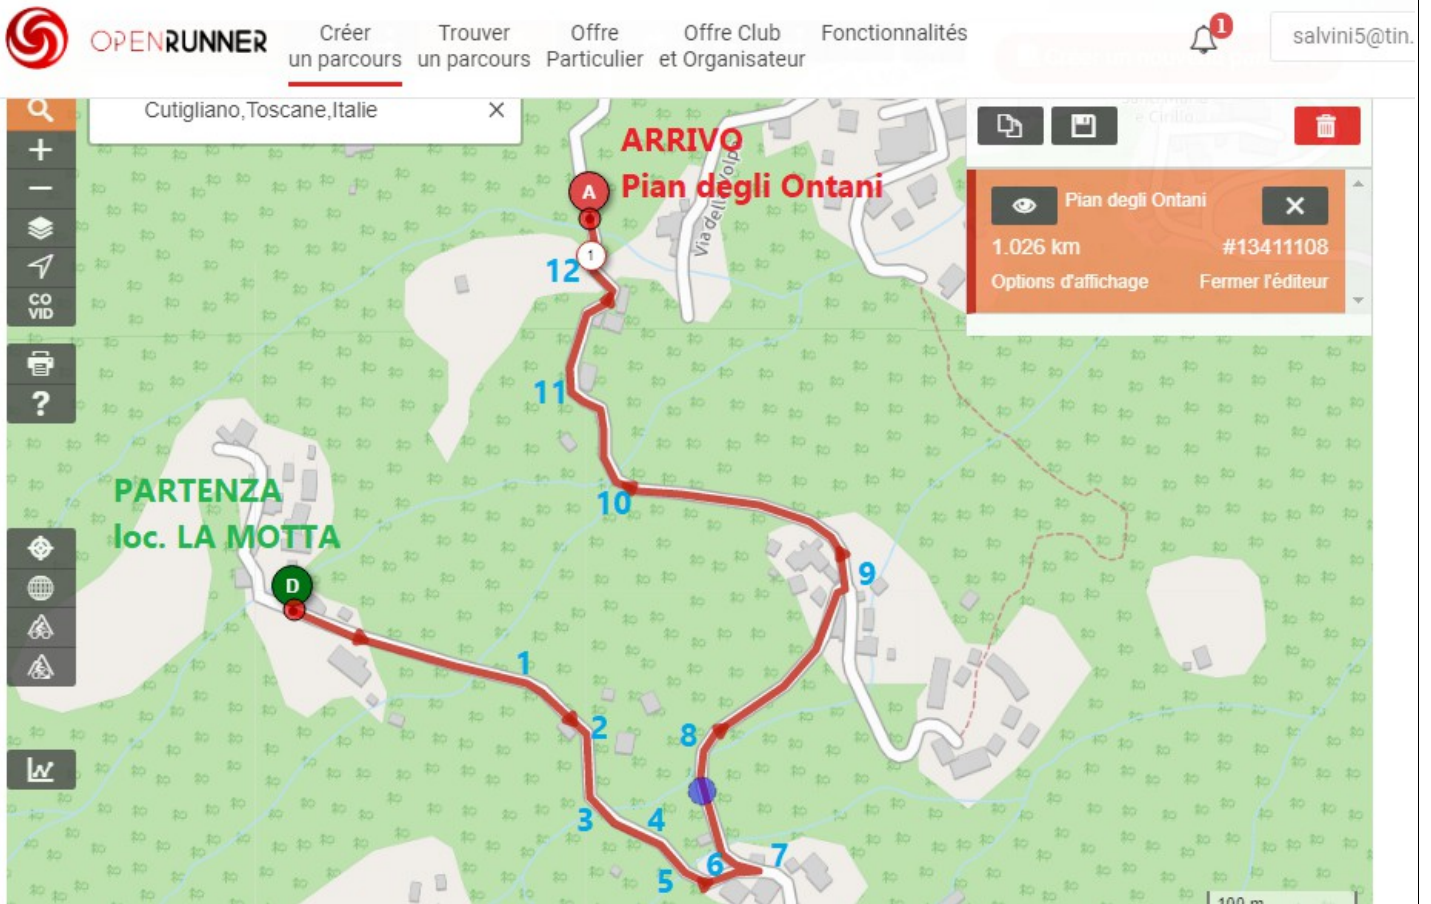 OPENRUNNER
Créer
un parcours
Trouver
un parcours
Offre
Particulier
Offre Club
et Organisateur
Fonctionnalités
1
salvini5@tin.
Cutigliano,Toscane,Italie
CO
VID
?
ARRIVO
Pian degli Ontani
A
1
Via della Volp
Pian degli Ontani
1.026 km
#13411108
Options d'affichage
Fermer l'éditeur
12
11
10
PARTENZA
loc. LA MOTTA
D
9
1
2
8
3
4
5
6
7
100 m